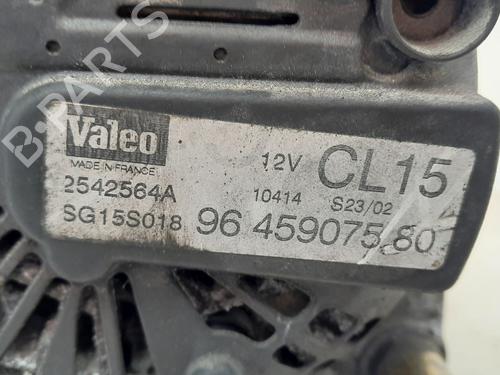 Valeo
MADE IN FRANCE
12V
CL15
2542564A
10414
S23/02
SG15S018
96 459075 80
B-PARTS